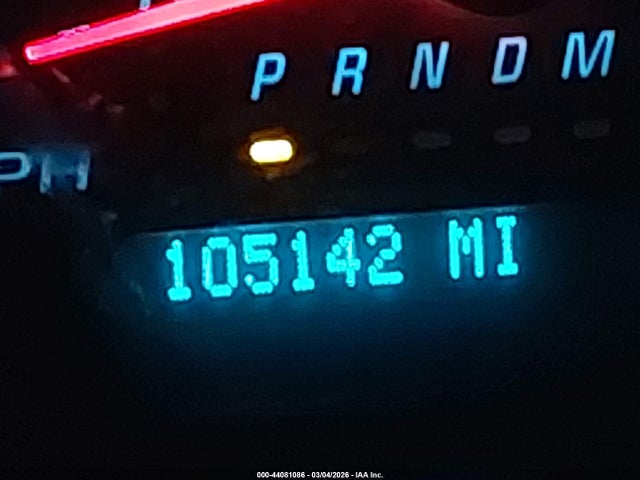 P R N D M
PH
105142 MI
000-44081086 - 03/04/2026 - IAA Inc.